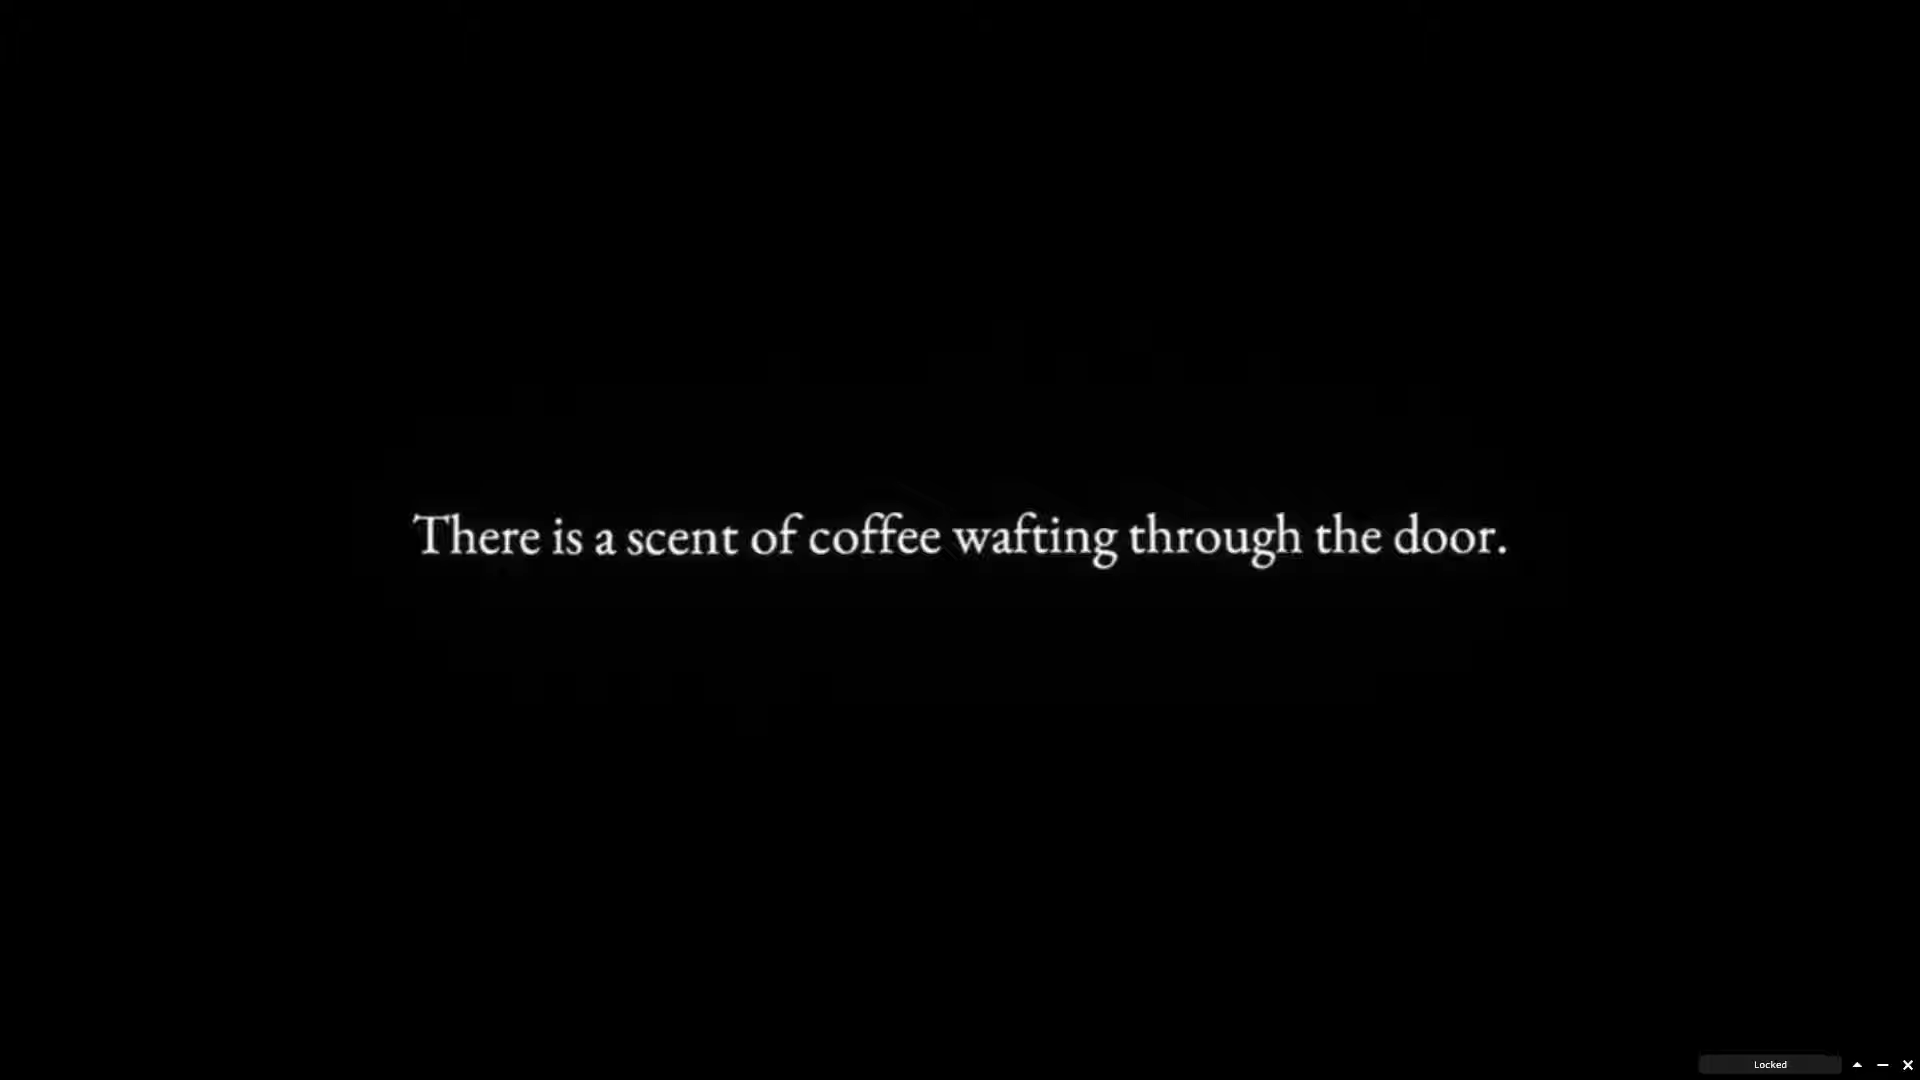 There is a scent of coffee wafting through the door.
Locked